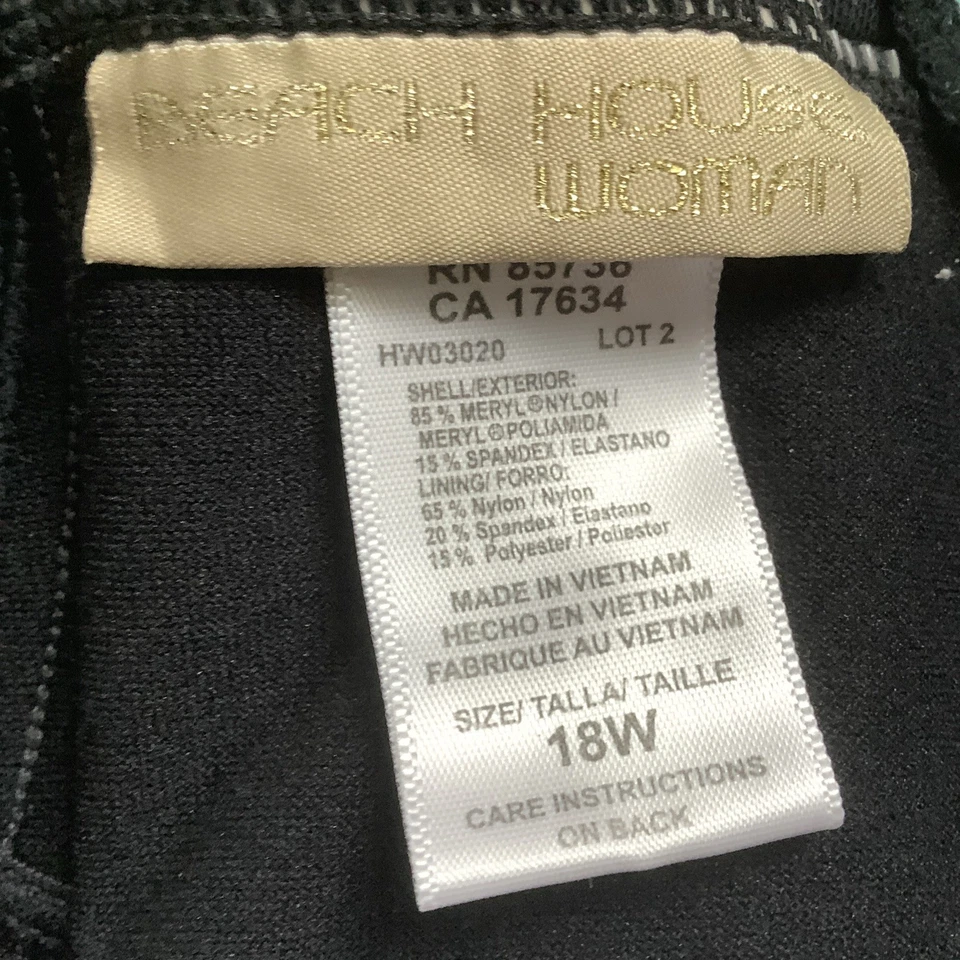 BEACH HOUSE
WOMAN
RN 85736
CA 17634
HW03020 LOT 2
SHELL/EXTERIOR:
85 % MERYL®NYLON /
MERYL®POLIAMIDA
15 % SPANDEX / ELASTANO
LINING/ FORRO:
65 % Nylon / Nylon
20 % Spandex / Elastano
15 % Polyester / Poliester
MADE IN VIETNAM
HECHO EN VIETNAM
FABRIQUE AU VIETNAM
SIZE/ TALLA/ TAILLE
18W
CARE INSTRUCTIONS
ON BACK